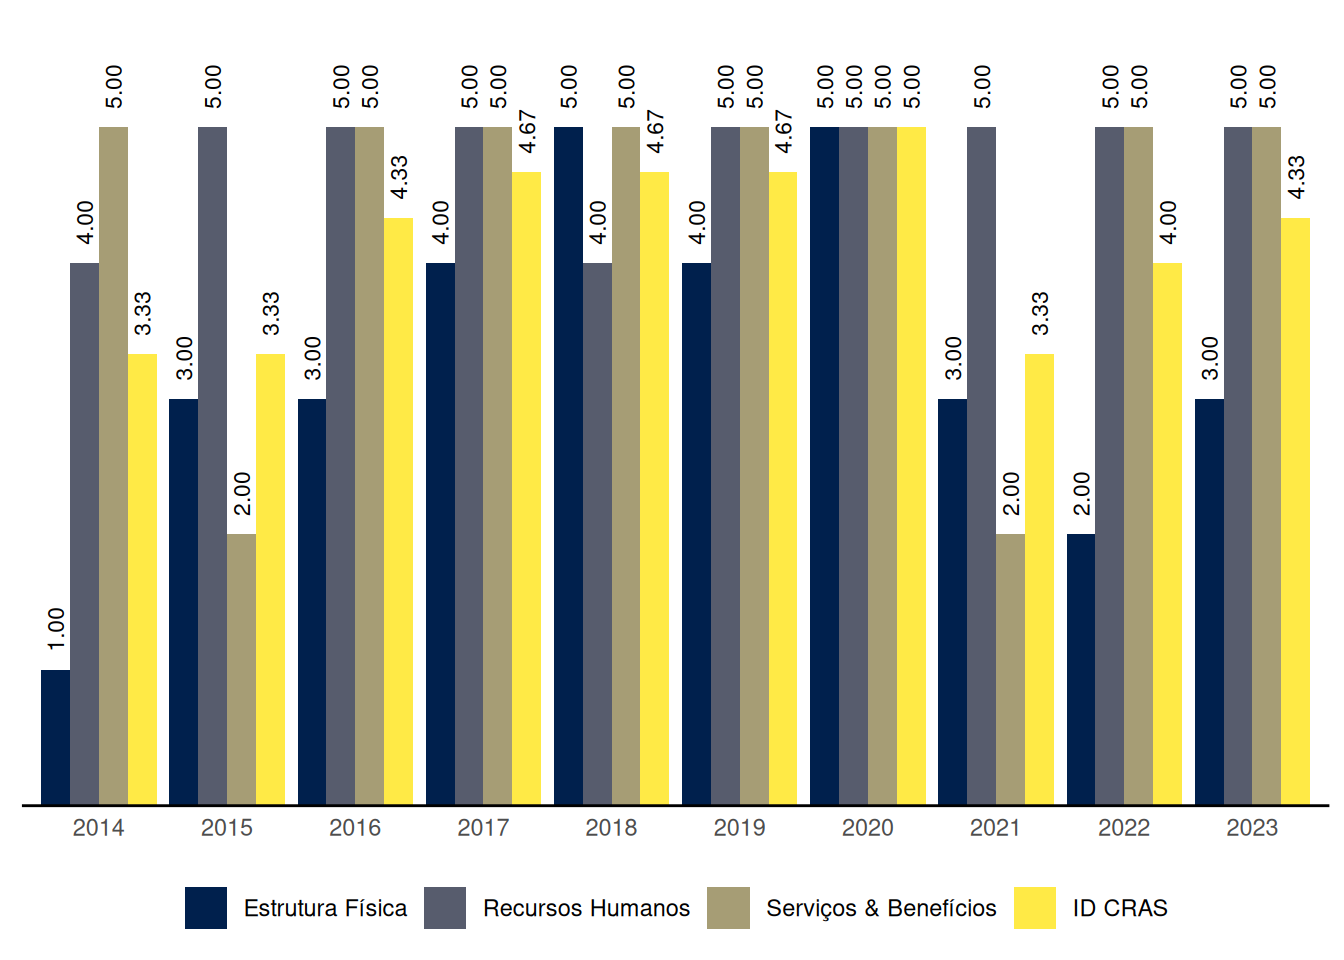 5.00 5.00 5.00 5.00 5.00 5.00 5.00 5.00 5.00 5.00 5.00 5.00 5.00 5.00 5.00 5.00 5.00 5.00 5.00
4.67 4.67 4.67
4.33 4.33
4.00 4.00 4.00 4.00 4.00
3.33 3.33 3.33
3.00 3.00 3.00 3.00
2.00 2.00 2.00
1.00
2014 2015 2016 2017 2018 2019 2020 2021 2022 2023
Estrutura Física Recursos Humanos Serviços & Benefícios ID CRAS